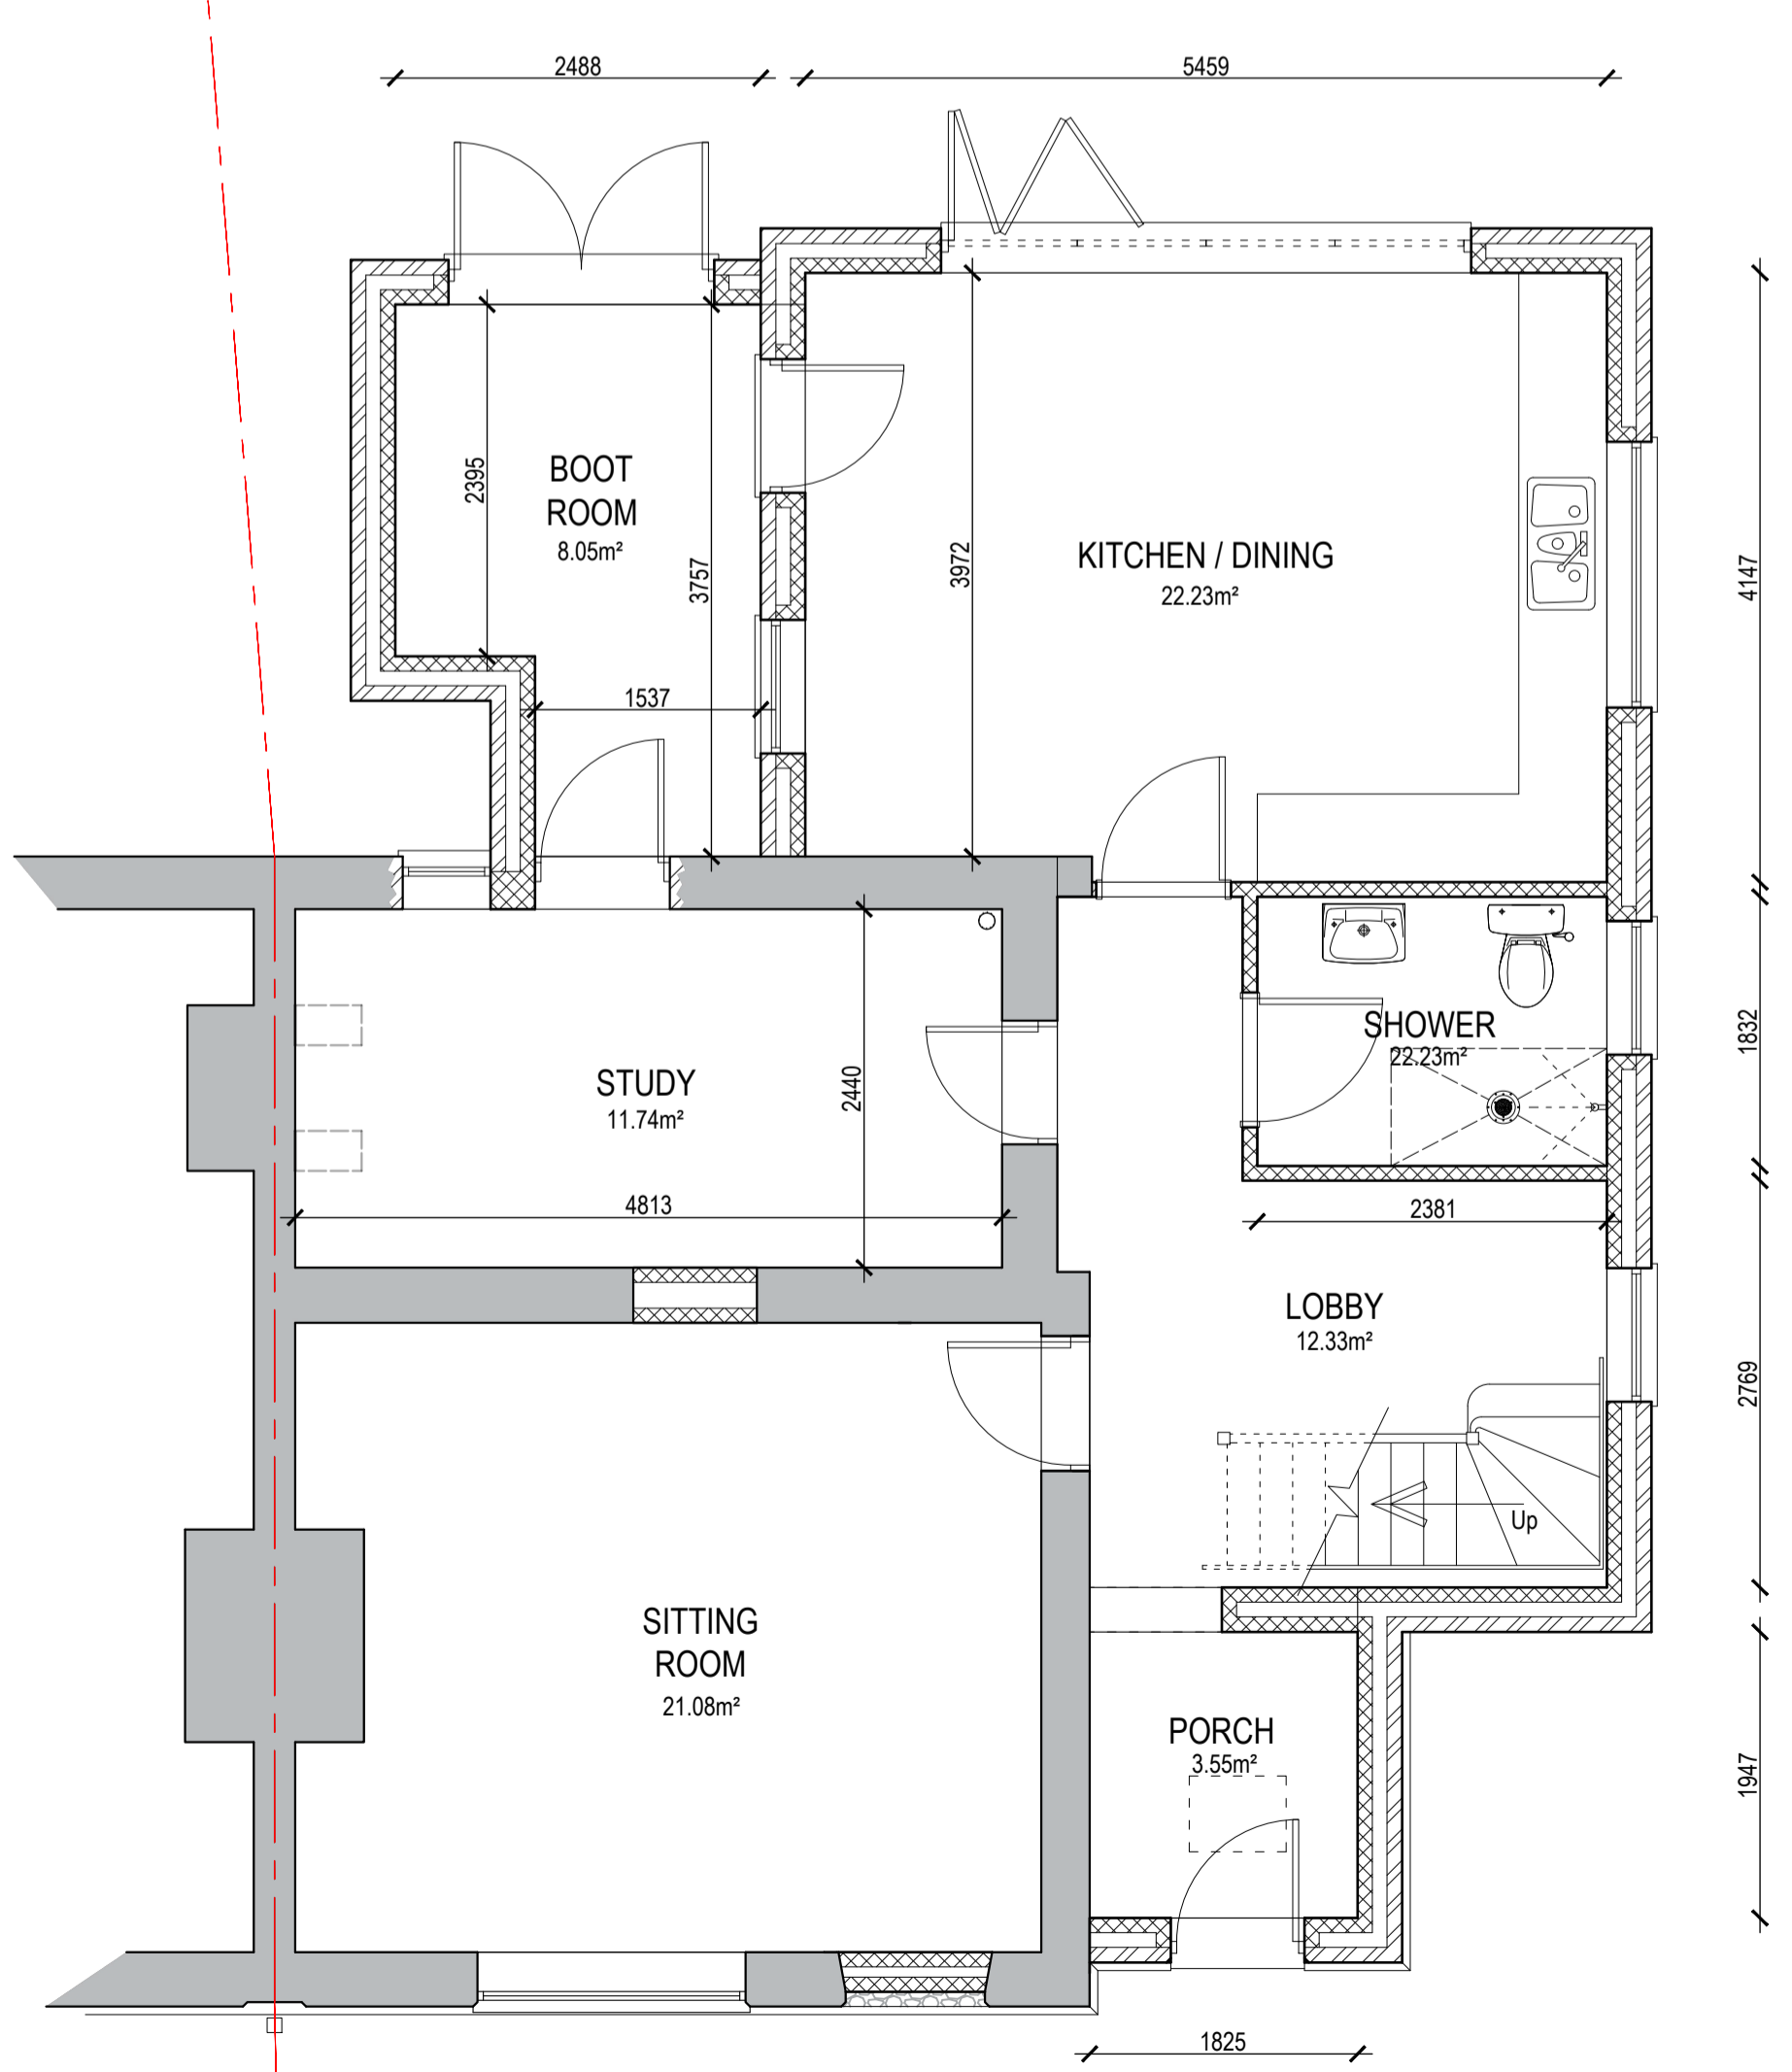 2488
5459
BOOT
ROOM
8.05m²
2395
3757
3972
KITCHEN / DINING
22.23m²
4147
1537
SHOWER
22.23m²
1832
STUDY
11.74m²
2440
4813
2381
LOBBY
12.33m²
2769
Up
SITTING
ROOM
21.08m²
PORCH
3.55m²
1947
1825